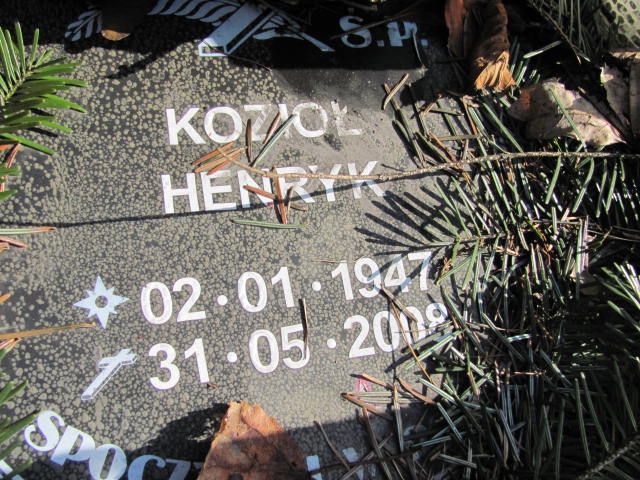 Ś.P.
KOZIOŁ
HENRYK
02.01.1947
31.05.2008